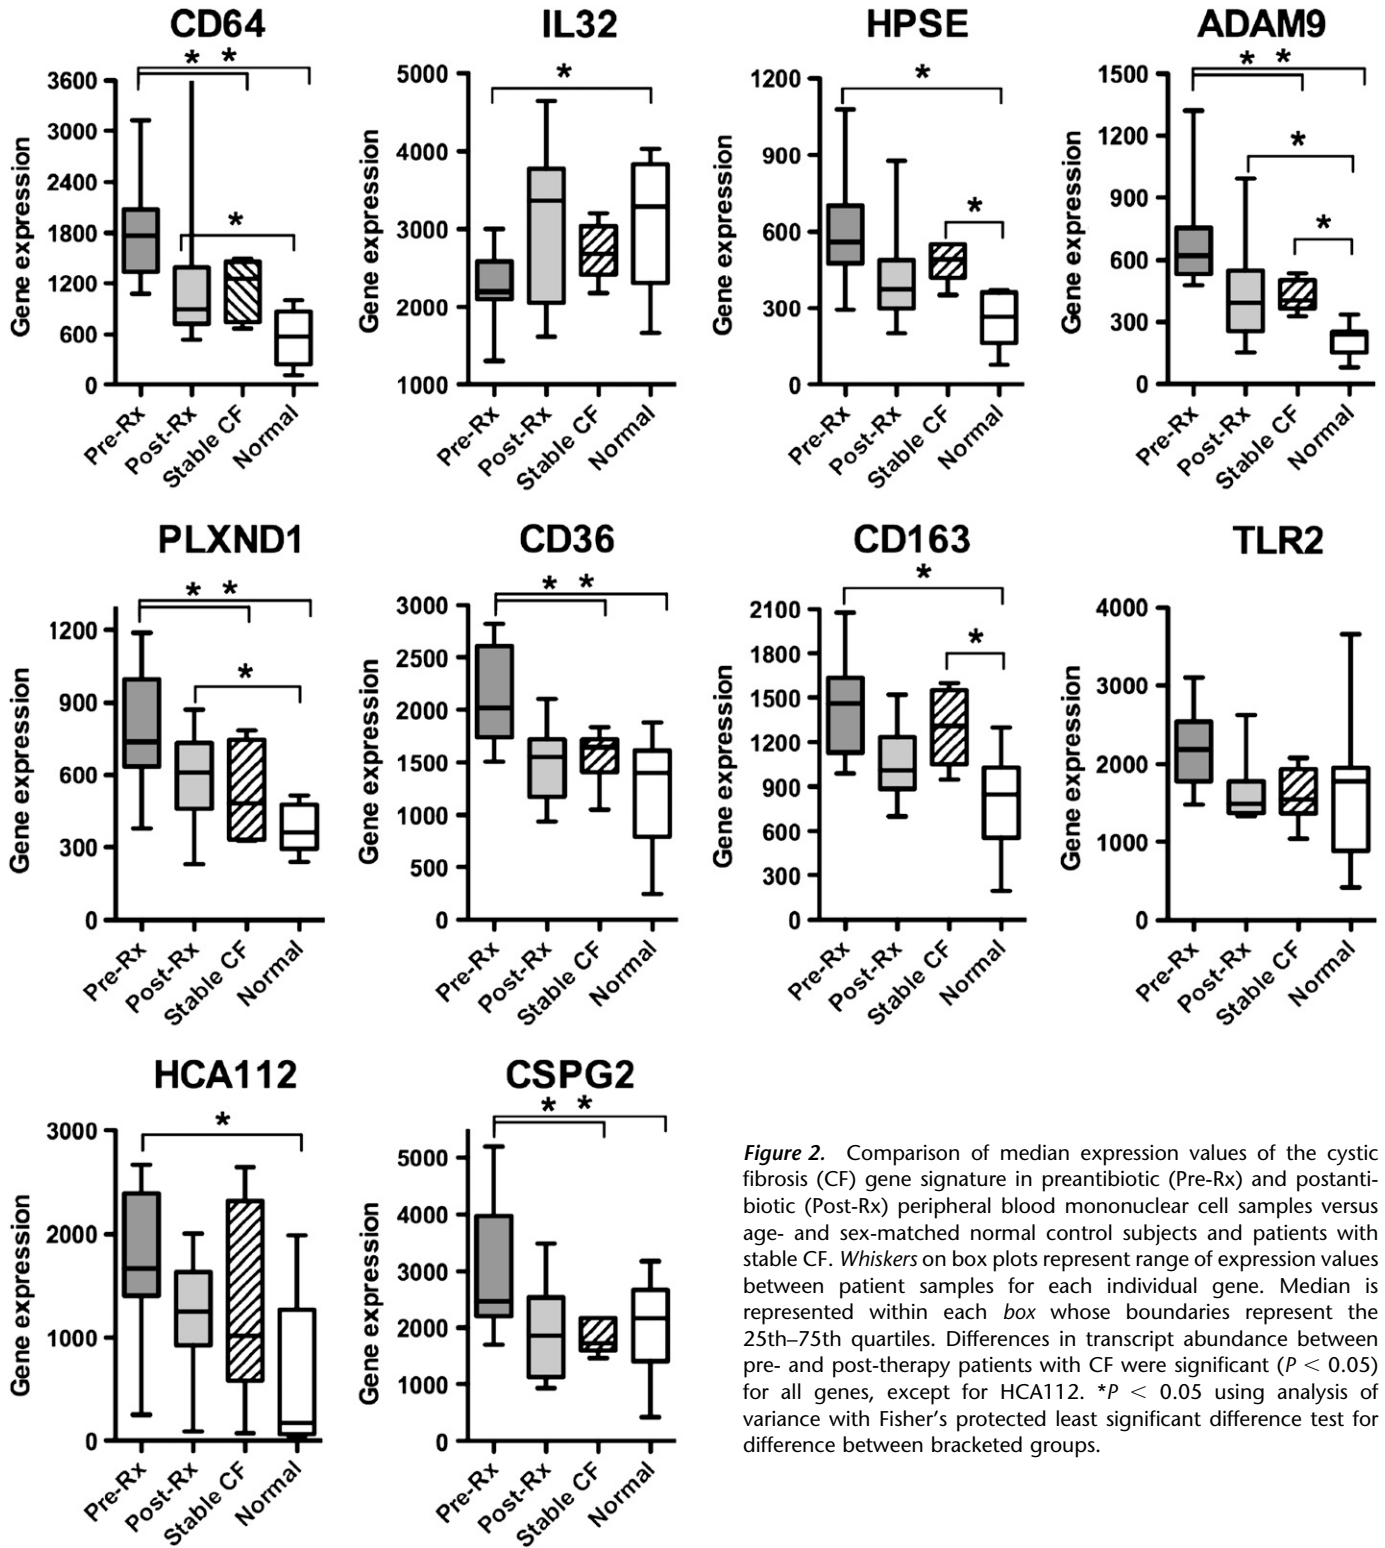 CD64
IL32
HPSE
ADAM9
* *
*
*
* *
3600
3000
2400
1800
1200
600
0
*
Gene expression
Pre-Rx
Post-Rx
Stable CF
Normal
5000
4000
3000
2000
1000
Gene expression
Pre-Rx
Post-Rx
Stable CF
Normal
1200
900
600
300
0
*
Gene expression
Pre-Rx
Post-Rx
Stable CF
Normal
1500
1200
900
600
300
0
*
*
Gene expression
Pre-Rx
Post-Rx
Stable CF
Normal
PLXND1
CD36
CD163
TLR2
* *
* *
*
1200
900
600
300
0
*
Gene expression
Pre-Rx
Post-Rx
Stable CF
Normal
3000
2500
2000
1500
1000
500
0
Gene expression
Pre-Rx
Post-Rx
Stable CF
Normal
2100
1800
1500
1200
900
600
300
0
*
Gene expression
Pre-Rx
Post-Rx
Stable CF
Normal
4000
3000
2000
1000
0
Gene expression
Pre-Rx
Post-Rx
Stable CF
Normal
HCA112
CSPG2
*
* *
3000
2000
1000
0
Gene expression
Pre-Rx
Post-Rx
Stable CF
Normal
5000
4000
3000
2000
1000
0
Gene expression
Pre-Rx
Post-Rx
Stable CF
Normal
Figure 2. Comparison of median expression values of the cystic
fibrosis (CF) gene signature in preantibiotic (Pre-Rx) and postanti-
biotic (Post-Rx) peripheral blood mononuclear cell samples versus
age- and sex-matched normal control subjects and patients with
stable CF. Whiskers on box plots represent range of expression values
between patient samples for each individual gene. Median is
represented within each box whose boundaries represent the
25th–75th quartiles. Differences in transcript abundance between
pre- and post-therapy patients with CF were significant (P < 0.05)
for all genes, except for HCA112. *P < 0.05 using analysis of
variance with Fisher's protected least significant difference test for
difference between bracketed groups.